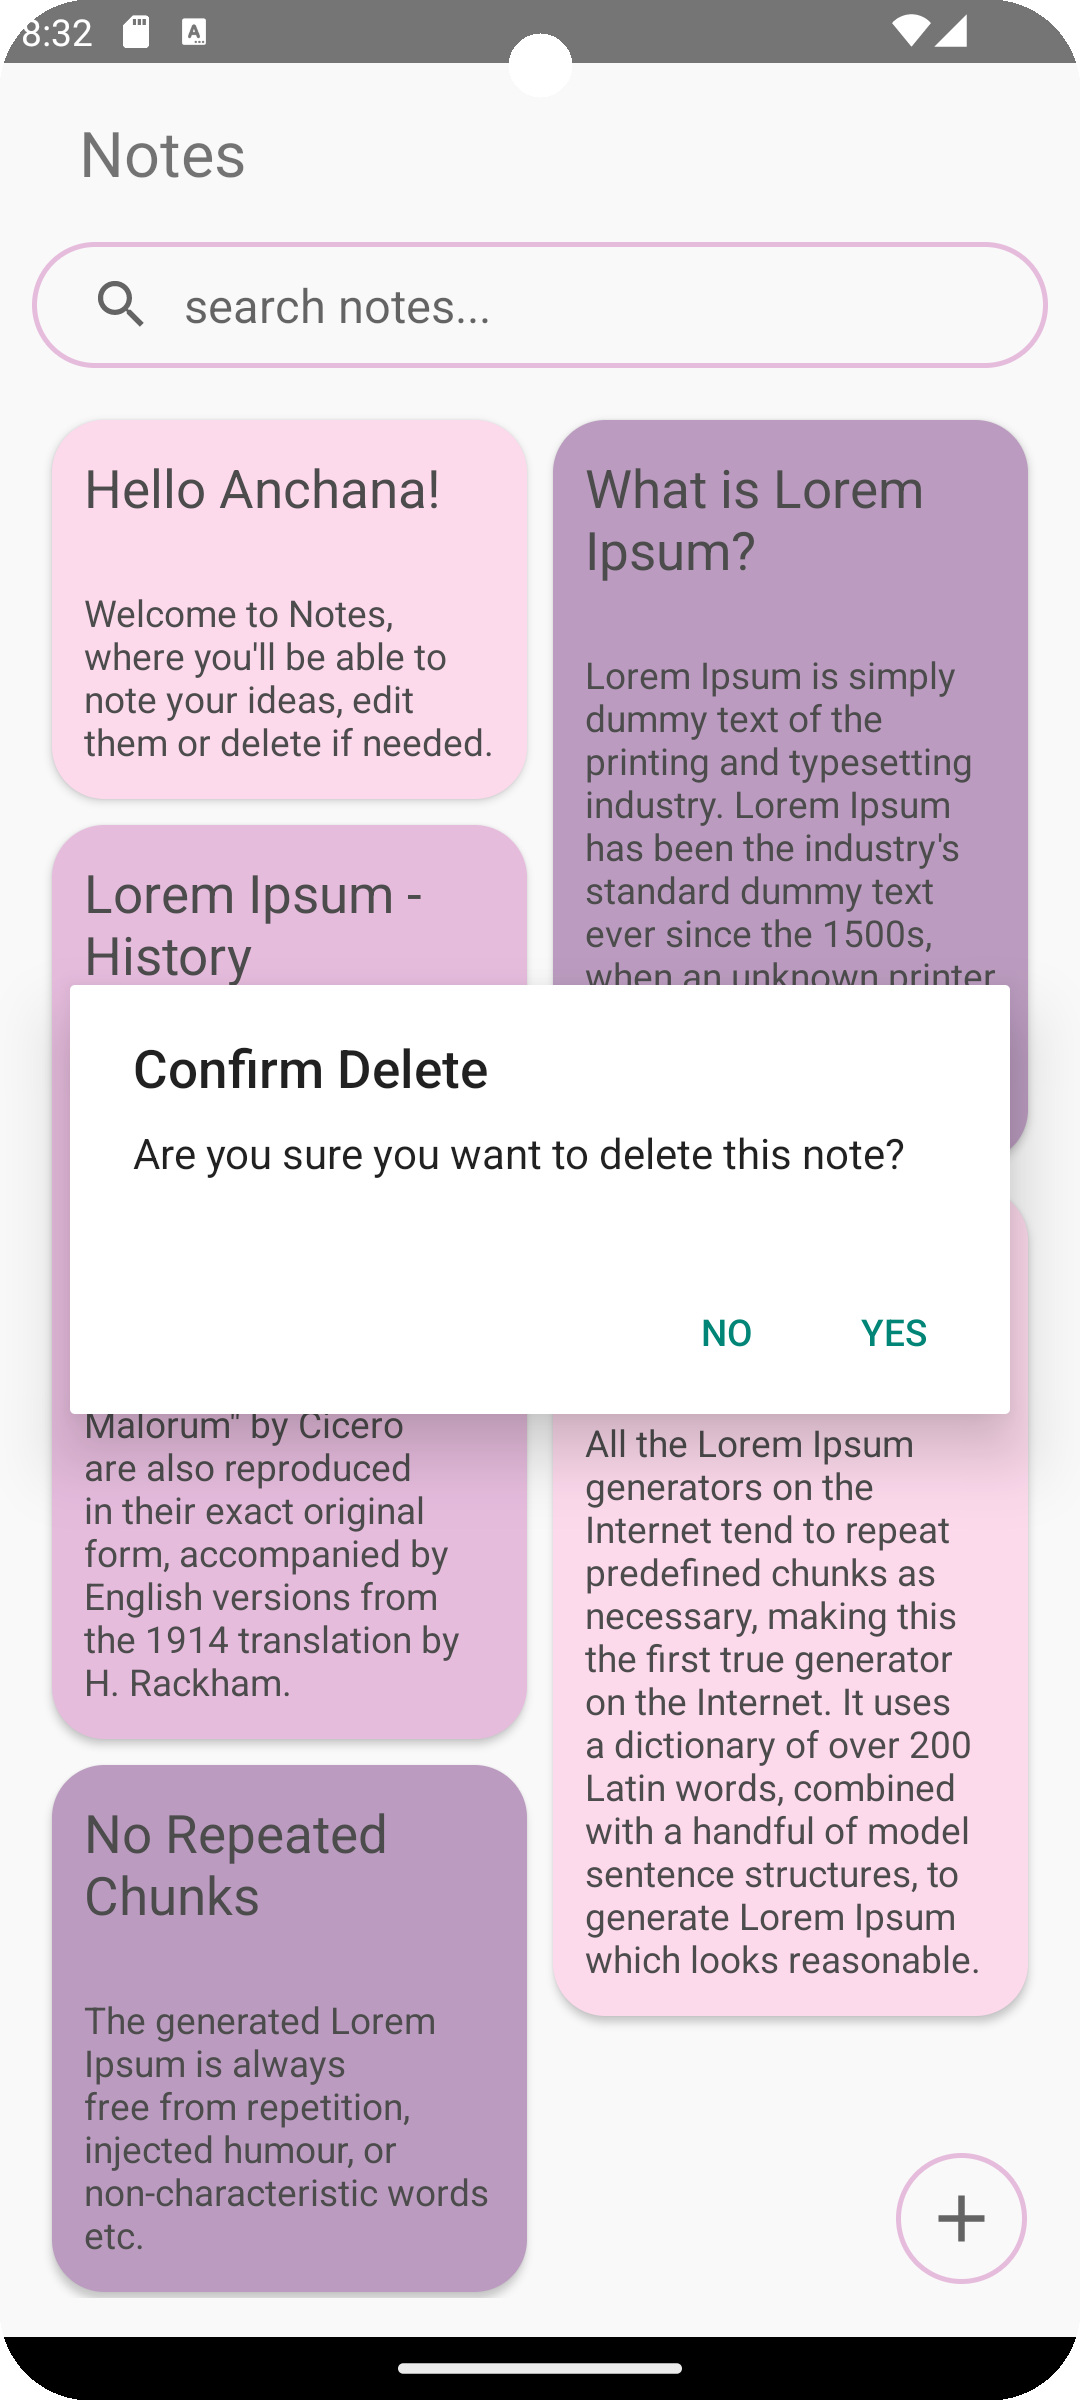 8:32
Notes
search notes...
Hello Anchana!
Welcome to Notes,
where you'll be able to
note your ideas, edit
them or delete if needed.
What is Lorem
Ipsum?
Lorem Ipsum is simply
dummy text of the
printing and typesetting
industry. Lorem Ipsum
has been the industry's
standard dummy text
ever since the 1500s,
when an unknown printer
Lorem Ipsum -
History
Confirm Delete
Are you sure you want to delete this note?
NO
YES
Malorum" by Cicero
are also reproduced
in their exact original
form, accompanied by
English versions from
the 1914 translation by
H. Rackham.
All the Lorem Ipsum
generators on the
Internet tend to repeat
predefined chunks as
necessary, making this
the first true generator
on the Internet. It uses
a dictionary of over 200
Latin words, combined
with a handful of model
sentence structures, to
generate Lorem Ipsum
which looks reasonable.
No Repeated
Chunks
The generated Lorem
Ipsum is always
free from repetition,
injected humour, or
non-characteristic words
etc.